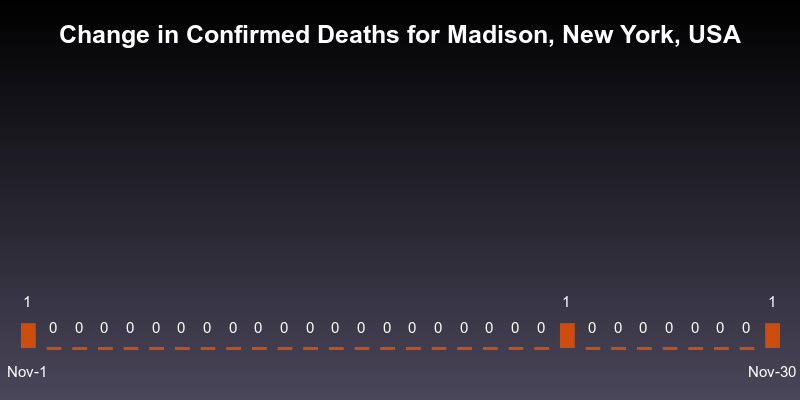 Change in Confirmed Deaths for Madison, New York, USA
1 0 0 0 0 0 0 0 0 0 0 0 0 0 0 0 0 0 0 0 0 1 0 0 0 0 0 0 0 1
Nov-1 Nov-30